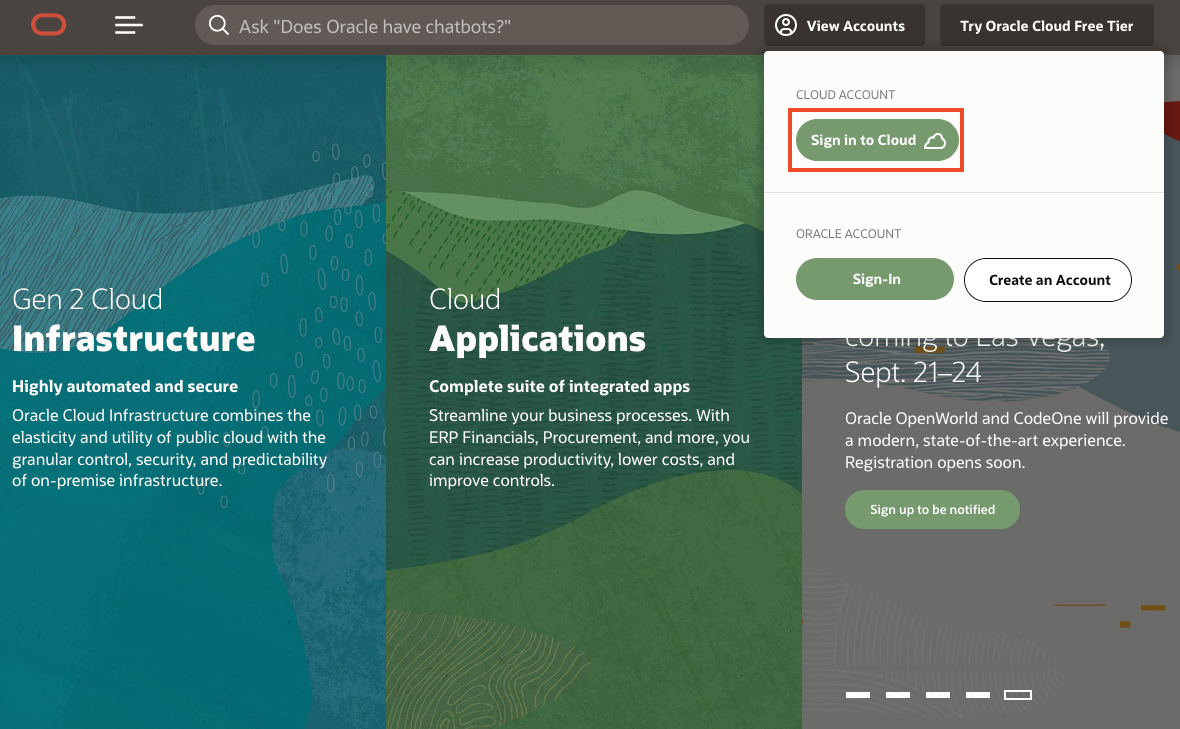 Ask "Does Oracle have chatbots?"
View Accounts
Try Oracle Cloud Free Tier
CLOUD ACCOUNT
Sign in to Cloud
ORACLE ACCOUNT
Sign-In
Create an Account
Gen 2 Cloud
Infrastructure
Highly automated and secure
Oracle Cloud Infrastructure combines the
elasticity and utility of public cloud with the
granular control, security, and predictability
of on-premise infrastructure.
Cloud
Applications
Complete suite of integrated apps
Streamline your business processes. With
ERP Financials, Procurement, and more, you
can increase productivity, lower costs, and
improve controls.
coming to Las Vegas,
Sept. 21–24
Oracle OpenWorld and CodeOne will provide
a modern, state-of-the-art experience.
Registration opens soon.
Sign up to be notified